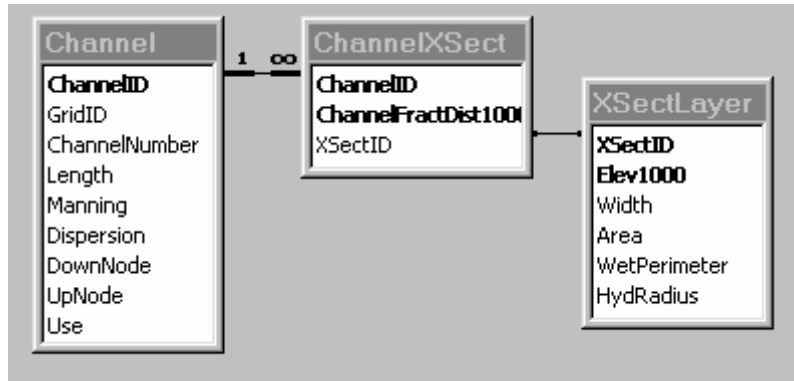 Channel
ChannelID
GridID
ChannelNumber
Length
Manning
Dispersion
DownNode
UpNode
Use
1 ∞
ChannelXSect
ChannelID
ChannelFractDist100
XSectID
XSectLayer
XSectID
Elev1000
Width
Area
WetPerimeter
HydRadius